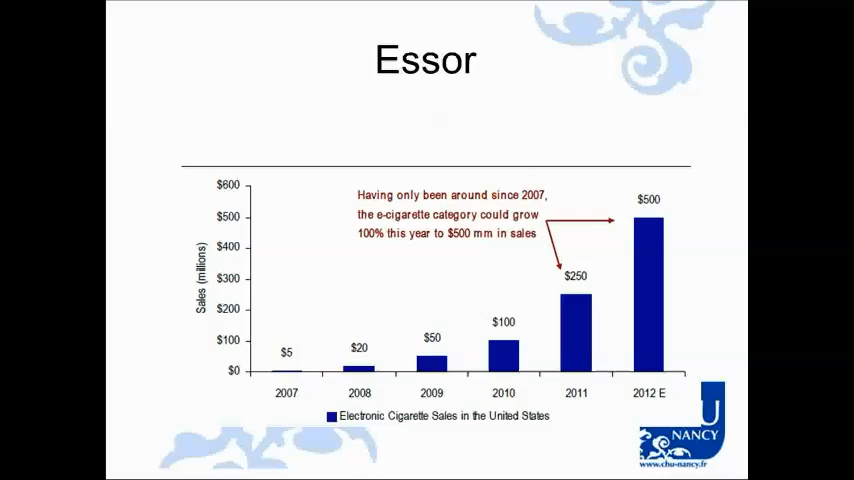 Essor
$600
$500
$400
$300
$200
$100
$0
Sales (millions)
Having only been around since 2007,
the e-cigarette category could grow
100% this year to $500 mm in sales
$5
$20
$50
$100
$250
$500
2007 2008 2009 2010 2011 2012 E
Electronic Cigarette Sales in the United States
U
NANCY
www.chu-nancy.fr